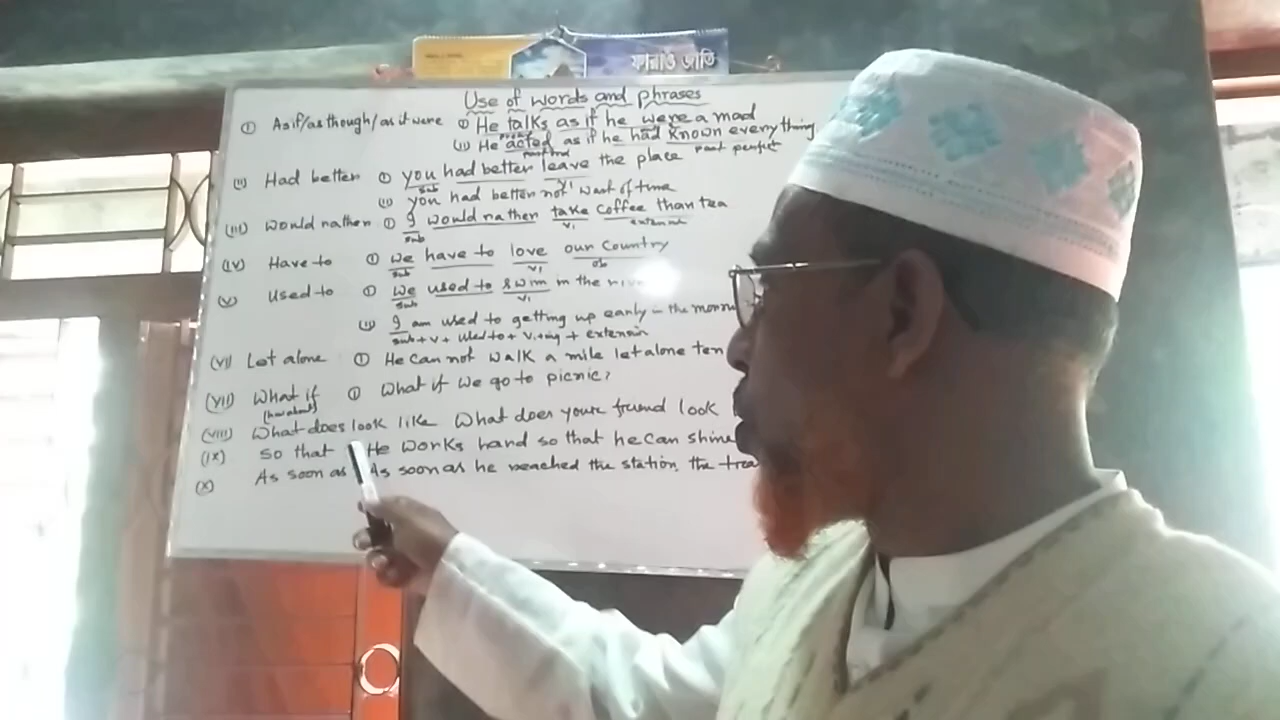 ফারাও জাতি
Use of words and phrases
(i) As if/as though/as it were (i) He talks as if he were a mad
(ii) He acted as if he had known every thing
past perfect
(ii) Had better (i) you had better leave the place
sub V1
(ii) you had better not wast of time
(iii) would rather (i) I would rather take coffee than tea
sub V1 extension
(iv) Have to (i) we have to love our country
sub V1 ob
(v) Used to (i) we used to swim in the
sub V1
(ii) I am used to getting up early in the
sub + v + used to + v+ing + extension
(vi) Let alone (i) He can not walk a mile let alone ten
(vii) What if (i) What if we go to picnic?
(how about)
(viii) What does look like What does your friend look
(ix) So that He works hard so that he can shine
(x) As soon as As soon as he reached the station, the